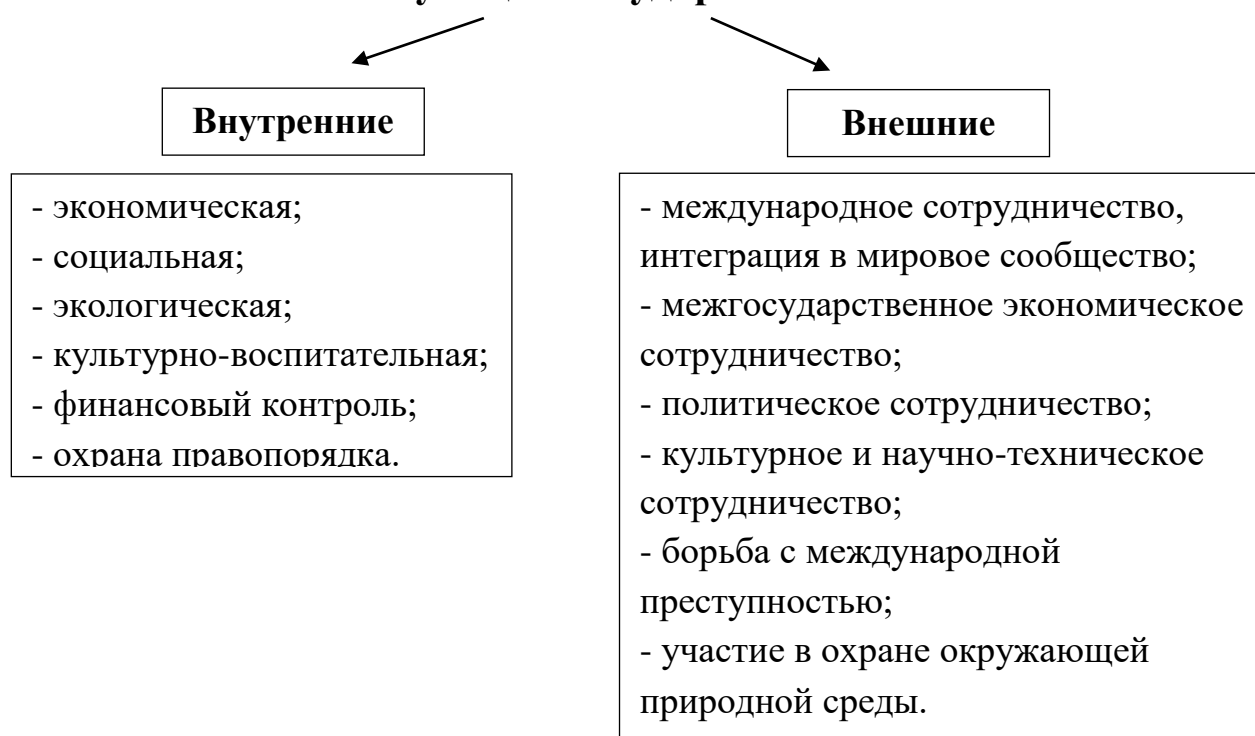 Внутренние
- экономическая;
- социальная;
- экологическая;
- культурно-воспитательная;
- финансовый контроль;
- охрана правопорядка.
Внешние
- международное сотрудничество,
интеграция в мировое сообщество;
- межгосударственное экономическое
сотрудничество;
- политическое сотрудничество;
- культурное и научно-техническое
сотрудничество;
- борьба с международной
преступностью;
- участие в охране окружающей
природной среды.